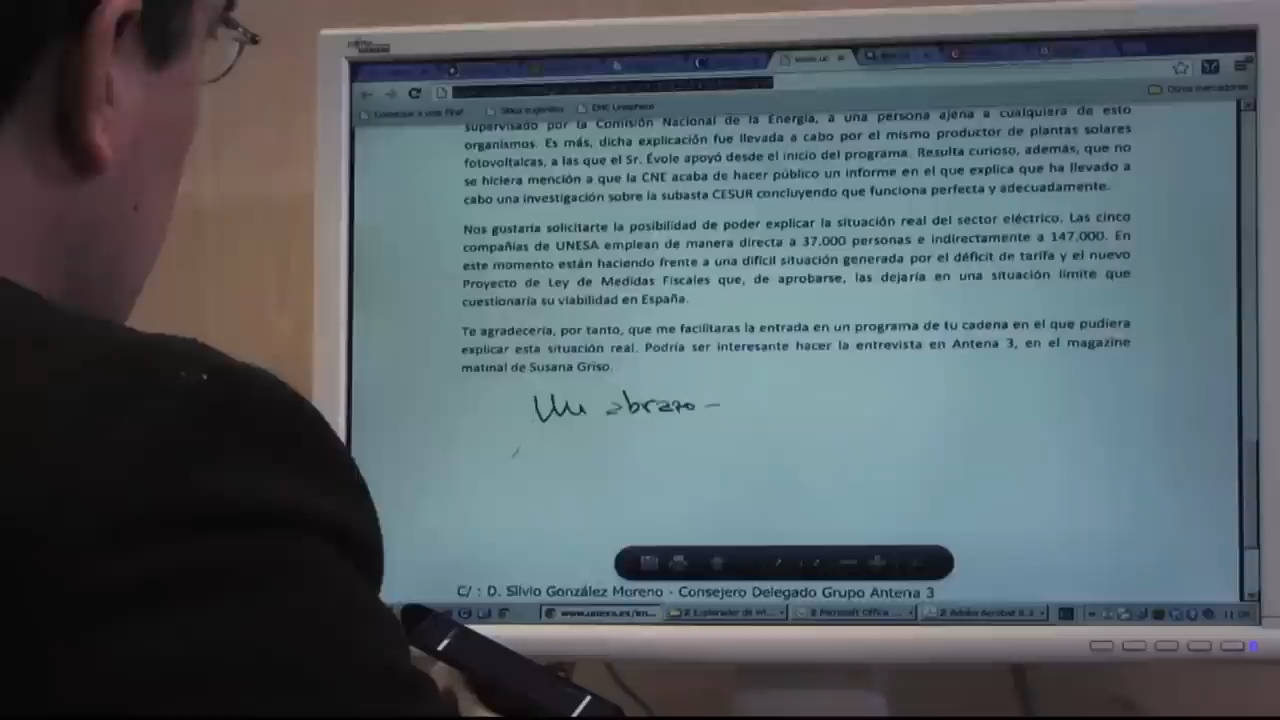 supervisado por la Comisión Nacional de la Energía, a una persona ajena a cualquiera de esto
organismos. Es más, dicha explicación fue llevada a cabo por el mismo productor de plantas solares
fotovoltaicas, a las que el Sr. Évole apoyó desde el inicio del programa. Resulta curioso, además, que no
se hiciera mención a que la CNE acaba de hacer público un informe en el que explica que ha llevado a
cabo una investigación sobre la subasta CESUR concluyendo que funciona perfecta y adecuadamente.
Nos gustaría solicitarte la posibilidad de poder explicar la situación real del sector eléctrico. Las cinco
compañías de UNESA emplean de manera directa a 37.000 personas e indirectamente a 147.000. En
este momento están haciendo frente a una difícil situación generada por el déficit de tarifa y el nuevo
Proyecto de Ley de Medidas Fiscales que, de aprobarse, las dejaría en una situación límite que
cuestionaría su viabilidad en España.
Te agradecería, por tanto, que me facilitaras la entrada en un programa de tu cadena en el que pudiera
explicar esta situación real. Podría ser interesante hacer la entrevista en Antena 3, en el magazine
matinal de Susana Griso.
Un abrazo -
C/ : D. Silvio González Moreno - Consejero Delegado Grupo Antena 3